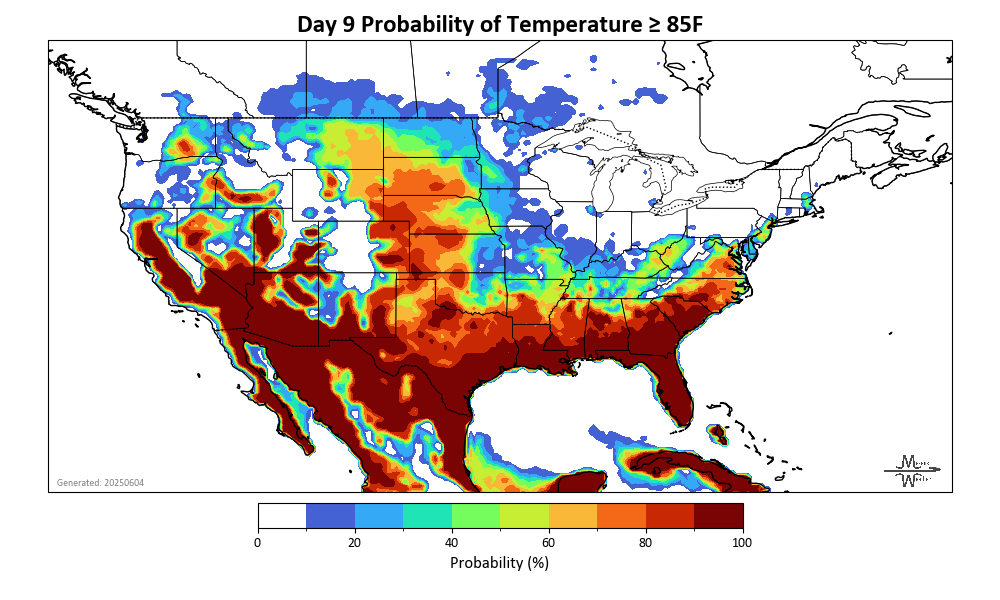 Day 9 Probability of Temperature ≥ 85F
Generated: 20250604
0 20 40 60 80 100
Probability (%)